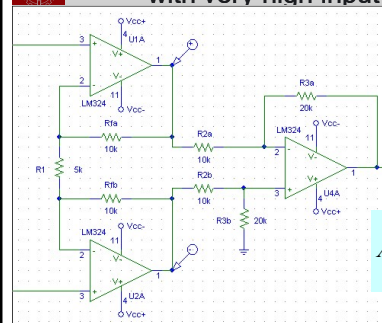 with very high input
Vcc+
4
U1A
3
+
V+
1
2
-
V-
LM324
11
Vcc-
Rfa
10k
R1
5k
Rfb
10k
R2a
10k
R2b
10k
R3a
20k
LM324
Vcc-
11
2
-
V-
1
3
+
V+
U4A
4
Vcc+
R3b
20k
LM324
Vcc-
11
2
-
V-
1
3
+
V+
U2A
4
Vcc+
+
-